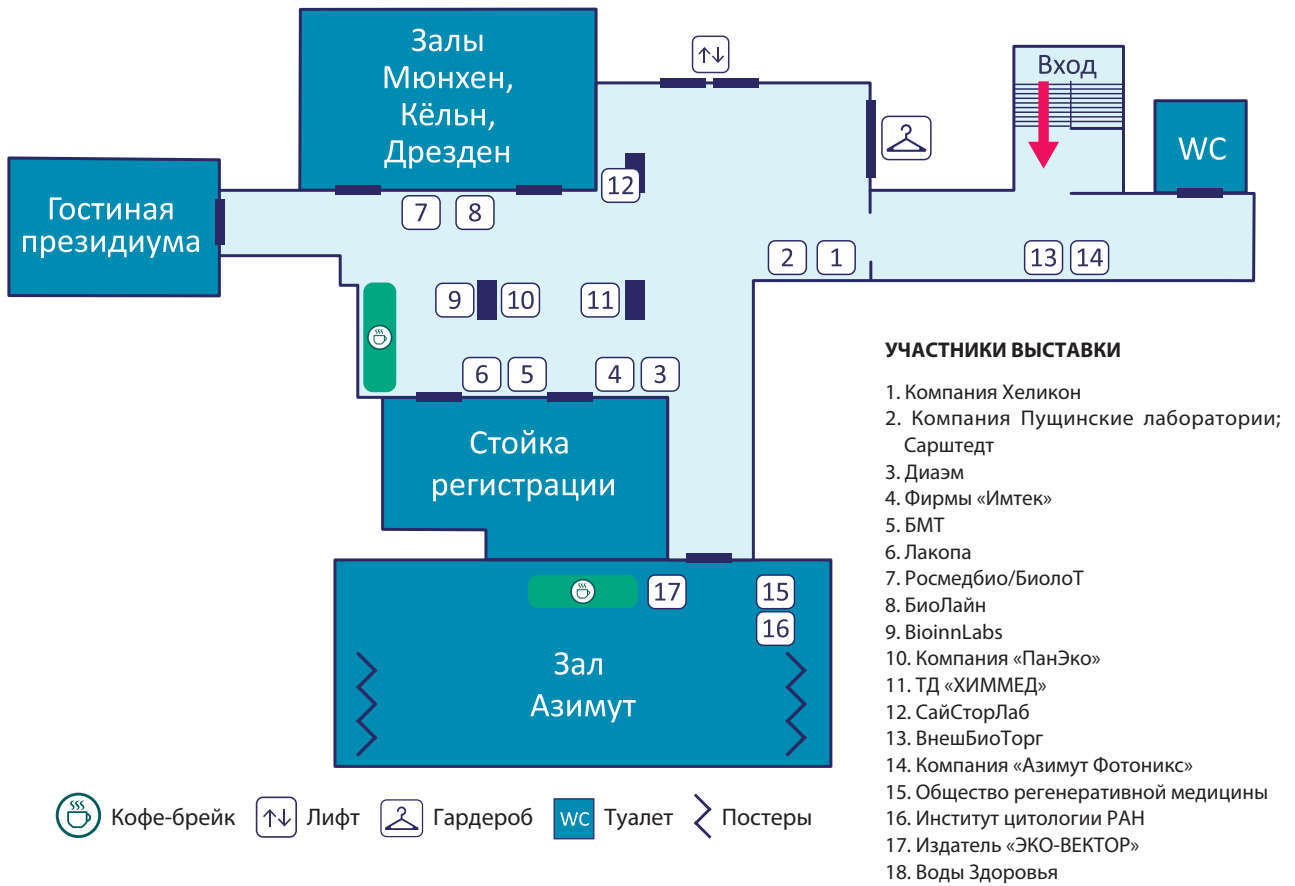 Залы
Мюнхен,
Кёльн,
Дрезден
Вход
WC
Гостиная
президиума
12
7
8
2
1
13
14
9
10
11
6
5
4
3
Стойка
регистрации
17
15
16
Зал
Азимут
УЧАСТНИКИ ВЫСТАВКИ
1. Компания Хеликон
2. Компания Пущинские лаборатории;
Сарштедт
3. Диаэм
4. Фирмы «Имтек»
5. БМТ
6. Лакопа
7. Росмедбио/БиолоТ
8. БиоЛайн
9. BioinnLabs
10. Компания «ПанЭко»
11. ТД «ХИММЕД»
12. СайСторЛаб
13. ВнешБиоТорг
14. Компания «Азимут Фотоникс»
15. Общество регенеративной медицины
16. Институт цитологии РАН
17. Издатель «ЭКО-ВЕКТОР»
18. Воды Здоровья
Кофе-брейк
Лифт
Гардероб
WC Туалет
Постеры